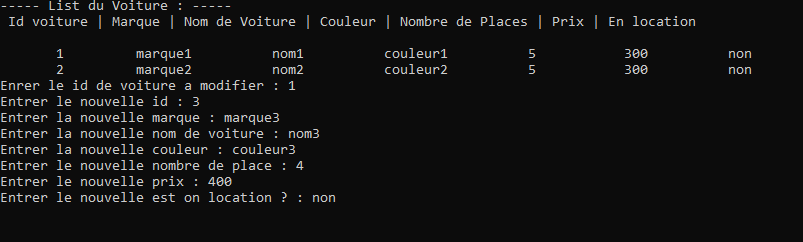 ----- List du Voiture : -----
Id voiture | Marque | Nom de Voiture | Couleur | Nombre de Places | Prix | En location
1 marque1 nom1 couleur1 5 300 non
2 marque2 nom2 couleur2 5 300 non
Enrer le id de voiture a modifier : 1
Entrer le nouvelle id : 3
Entrer la nouvelle marque : marque3
Entrer la nouvelle nom de voiture : nom3
Entrer la nouvelle couleur : couleur3
Entrer le nouvelle nombre de place : 4
Entrer le nouvelle prix : 400
Entrer le nouvelle est on location ? : non